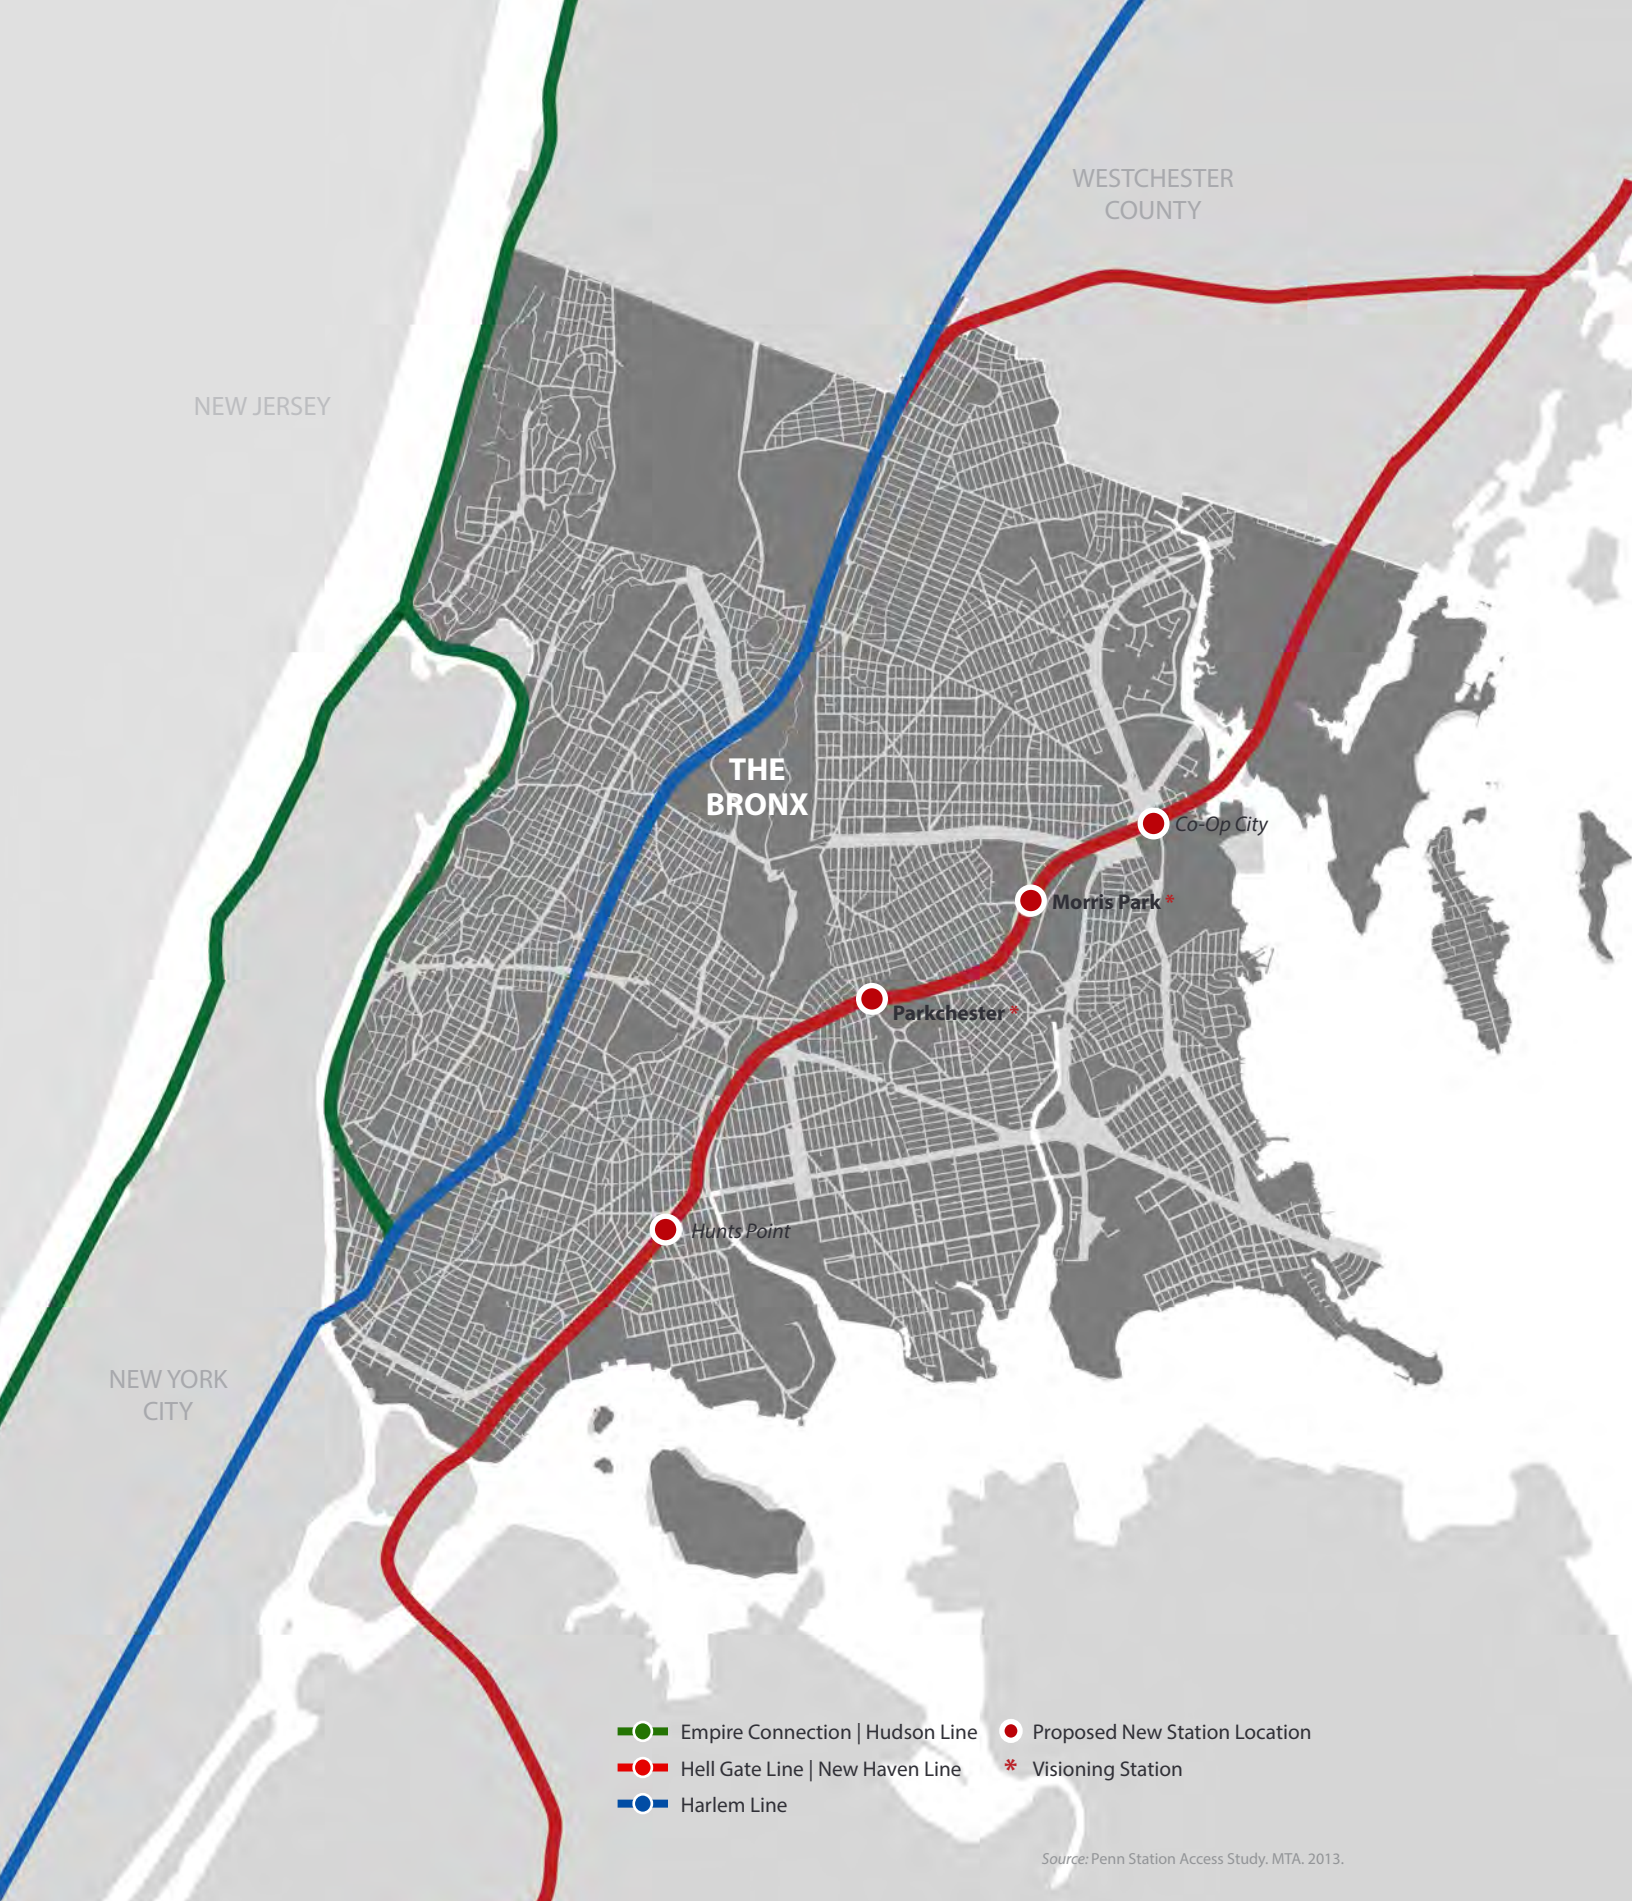 WESTCHESTER
COUNTY
NEW JERSEY
THE
BRONX
Co-Op City
Morris Park *
Parkchester *
Hunts Point
NEW YORK
CITY
Empire Connection | Hudson Line
Hell Gate Line | New Haven Line
Harlem Line
Proposed New Station Location
* Visioning Station
Source: Penn Station Access Study. MTA. 2013.